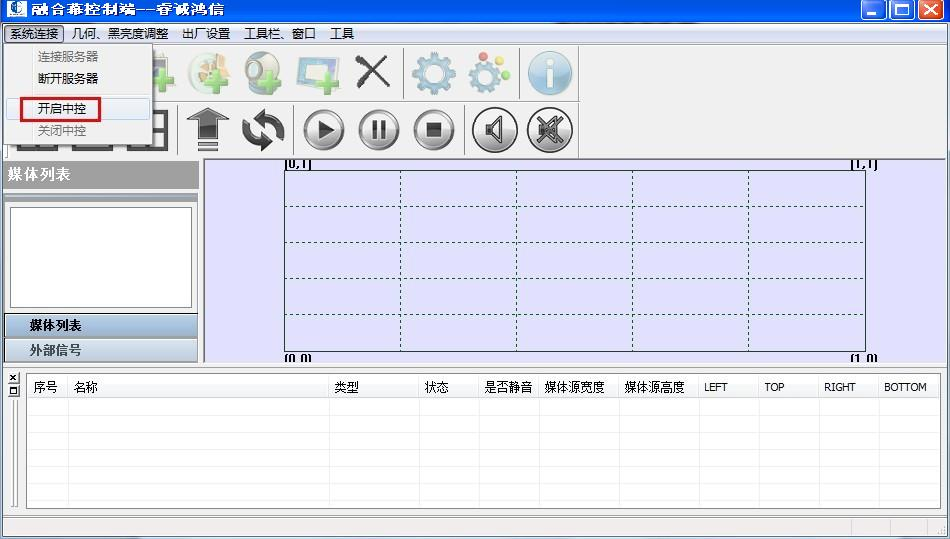 融合幕控制端--睿诚鸿信
系统连接 几何、黑亮度调整 出厂设置 工具栏、窗口 工具
连接服务器
断开服务器
开启中控
关闭中控
媒体列表
[0,1] [1,1]
媒体列表
外部信号
[0,0] [1,0]
序号 名称 类型 状态 是否静音 媒体源宽度 媒体源高度 LEFT TOP RIGHT BOTTOM